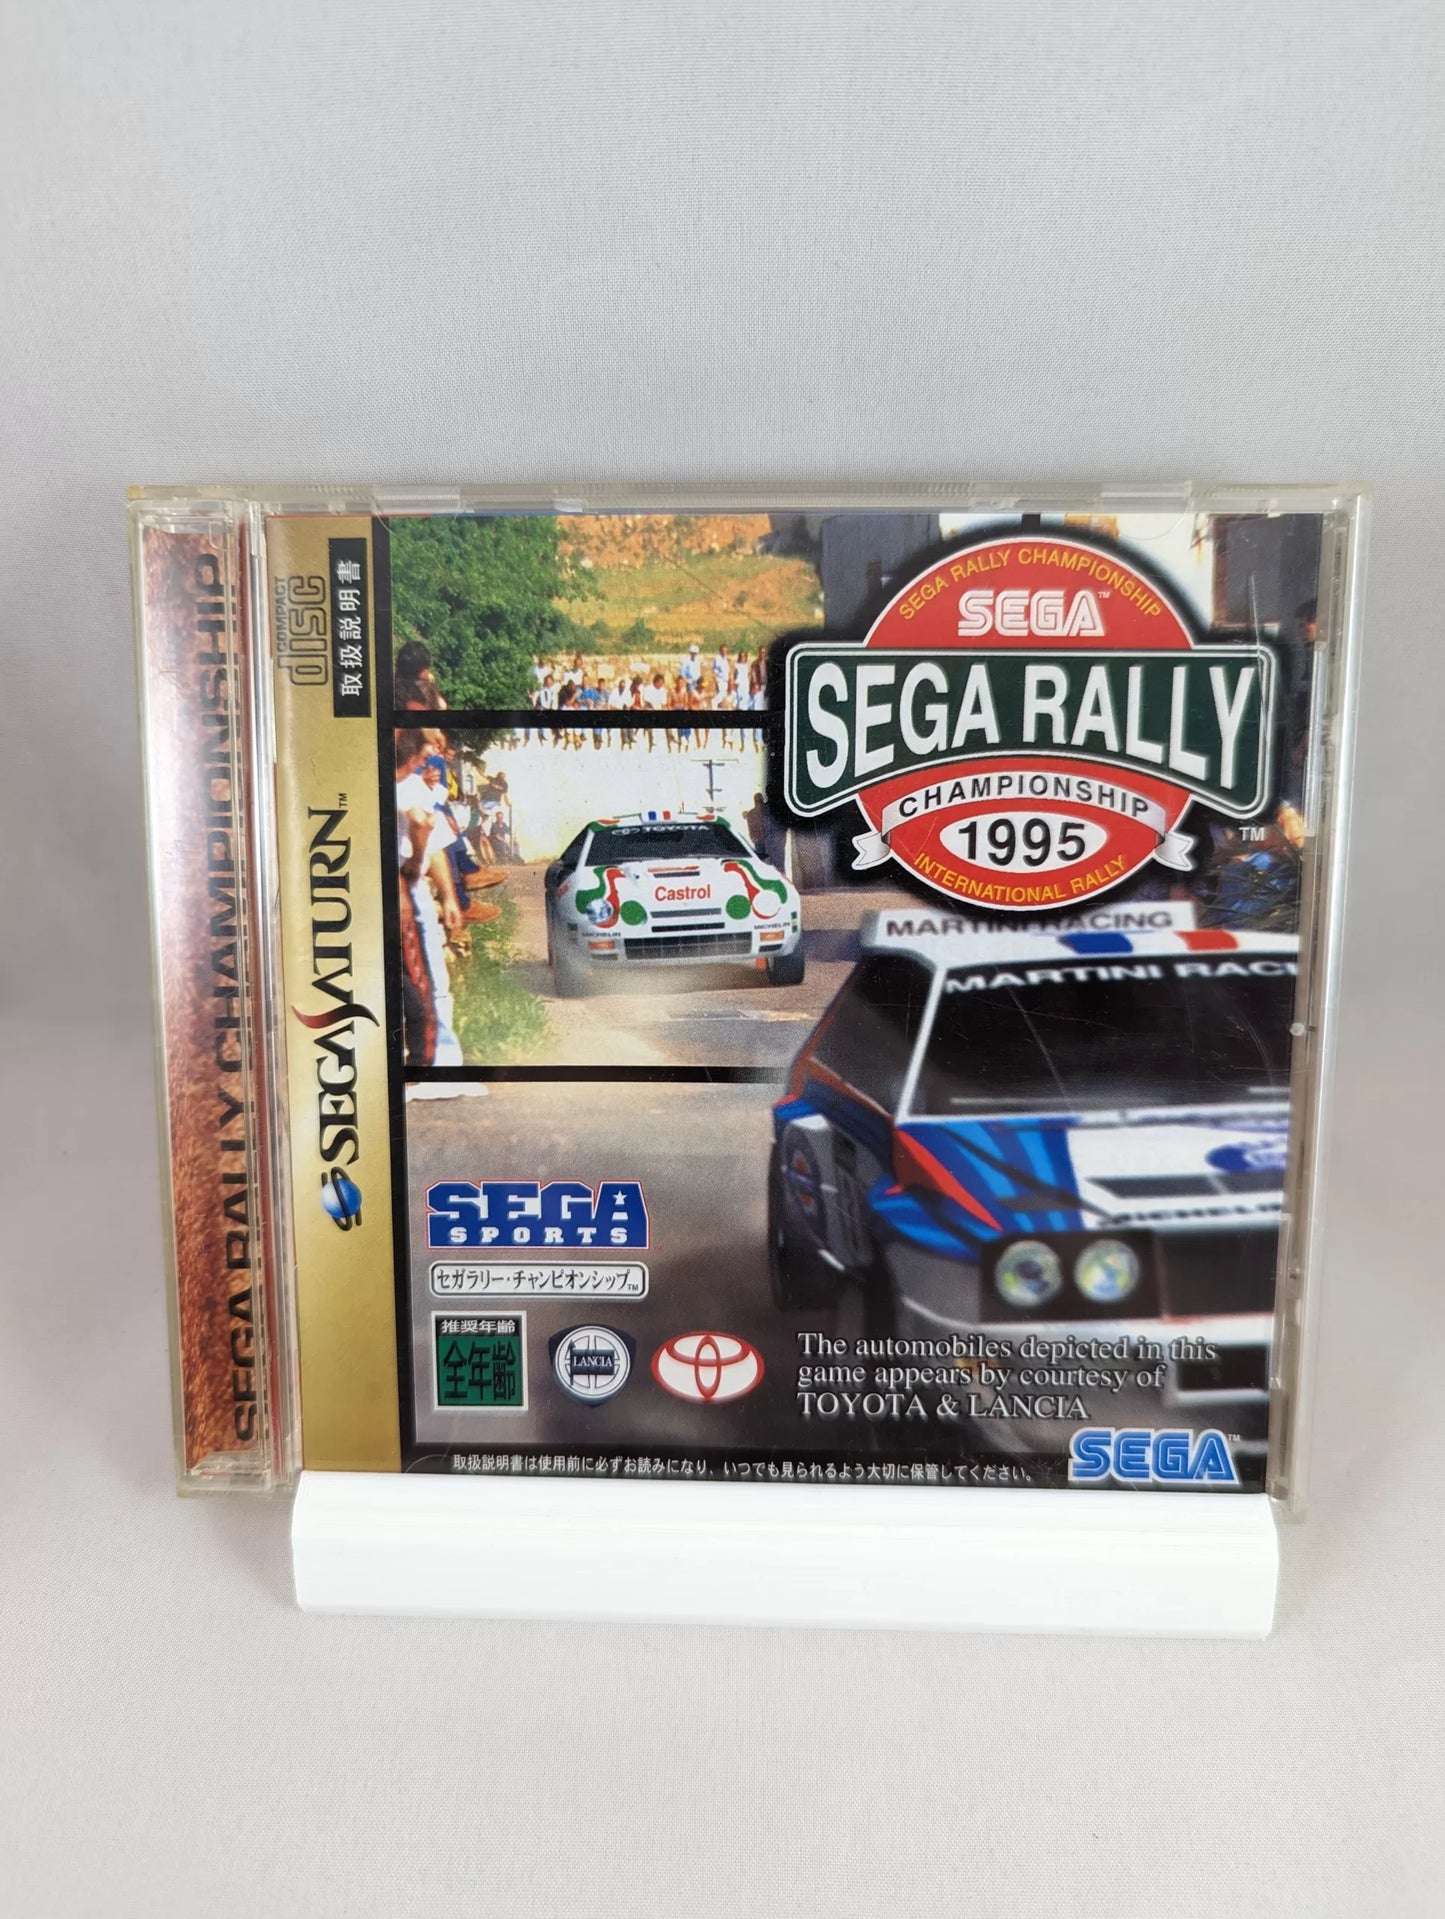 SEGA RALLY CHAMPIONSHIP
COMPACT
disc
取扱説明書
SEGA SATURN™
SEGA RALLY CHAMPIONSHIP
SEGA™
SEGA RALLY
CHAMPIONSHIP
1995
INTERNATIONAL RALLY
TM
TOYOTA
Castrol
MICHELIN
MICHELIN
MARTINI RACING
MARTINI RACI
MICHELIN
SEGA
SPORTS
セガラリー・チャンピオンシップ™
推奨年齢
全年齢
LANCIA
The automobiles depicted in this
game appears by courtesy of
TOYOTA & LANCIA
SEGA™
取扱説明書は使用前に必ずお読みになり、いつでも見られるよう大切に保管してください。